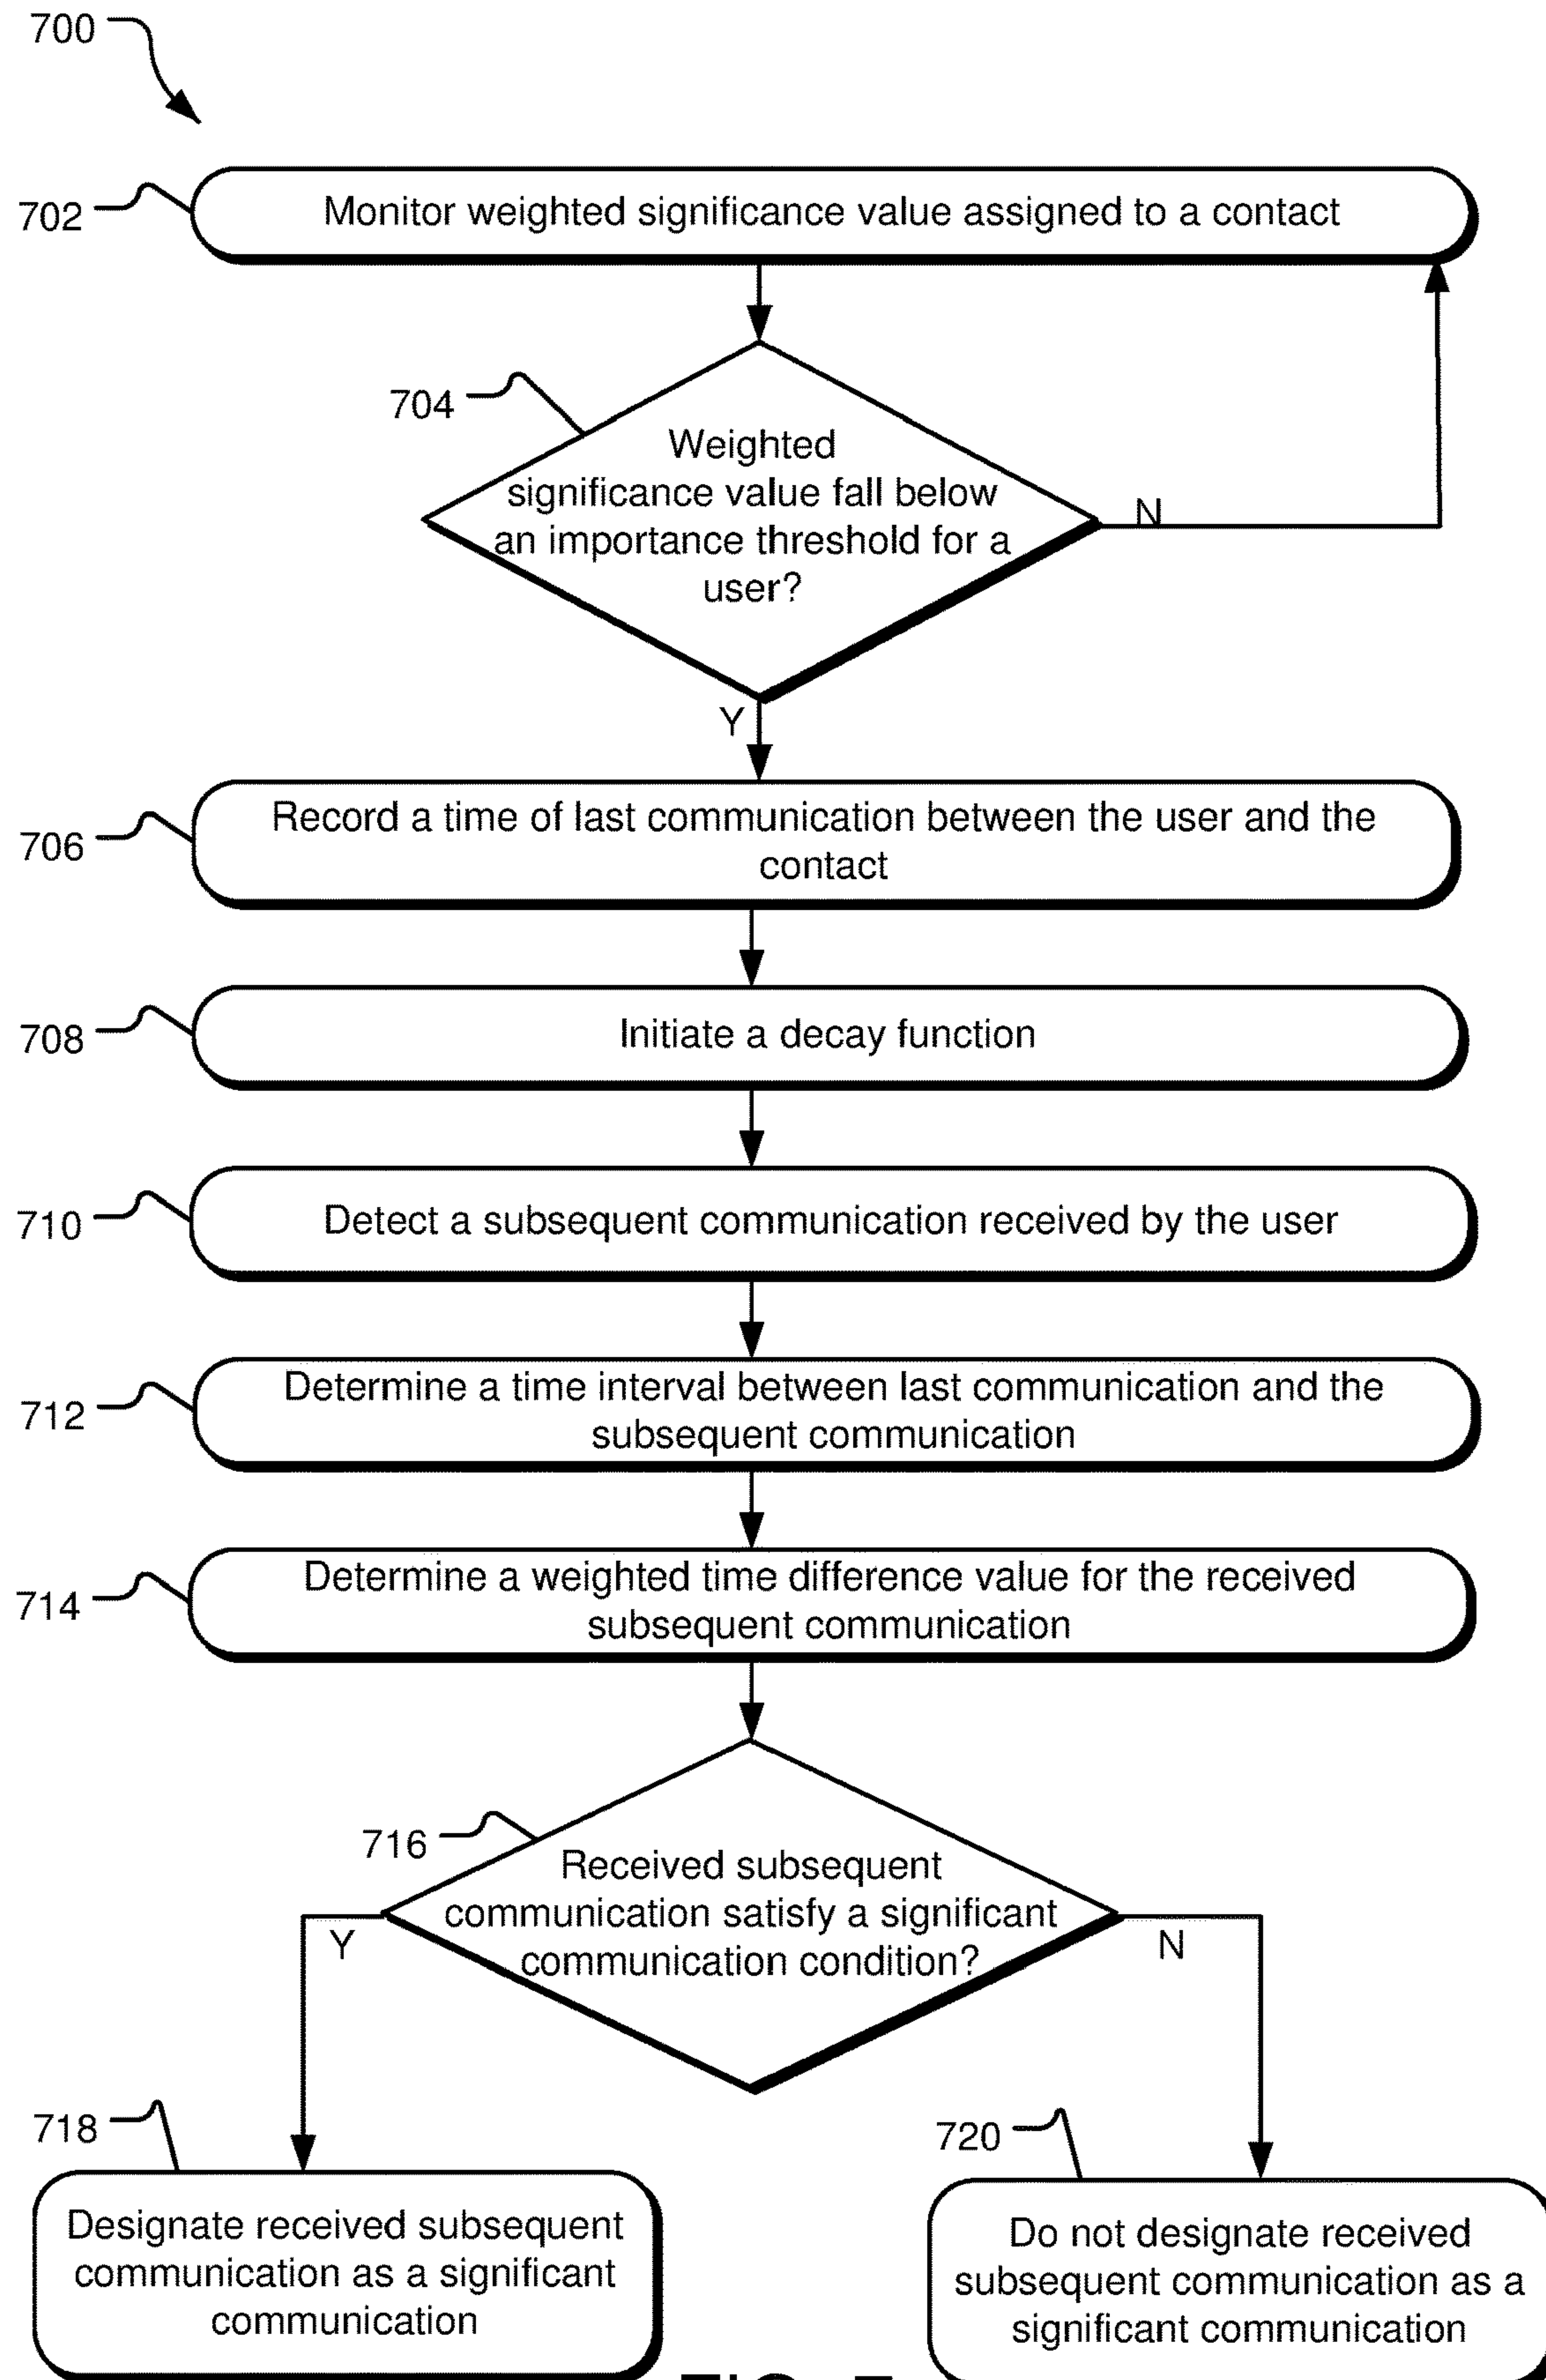 700
702
Monitor weighted significance value assigned to a contact
704
Weighted
significance value fall below
an importance threshold for a
user?
N
Y
706
Record a time of last communication between the user and the
contact
708
Initiate a decay function
710
Detect a subsequent communication received by the user
712
Determine a time interval between last communication and the
subsequent communication
714
Determine a weighted time difference value for the received
subsequent communication
716
Received subsequent
communication satisfy a significant
communication condition?
Y
N
718
Designate received subsequent
communication as a significant
communication
720
Do not designate received
subsequent communication as a
significant communication